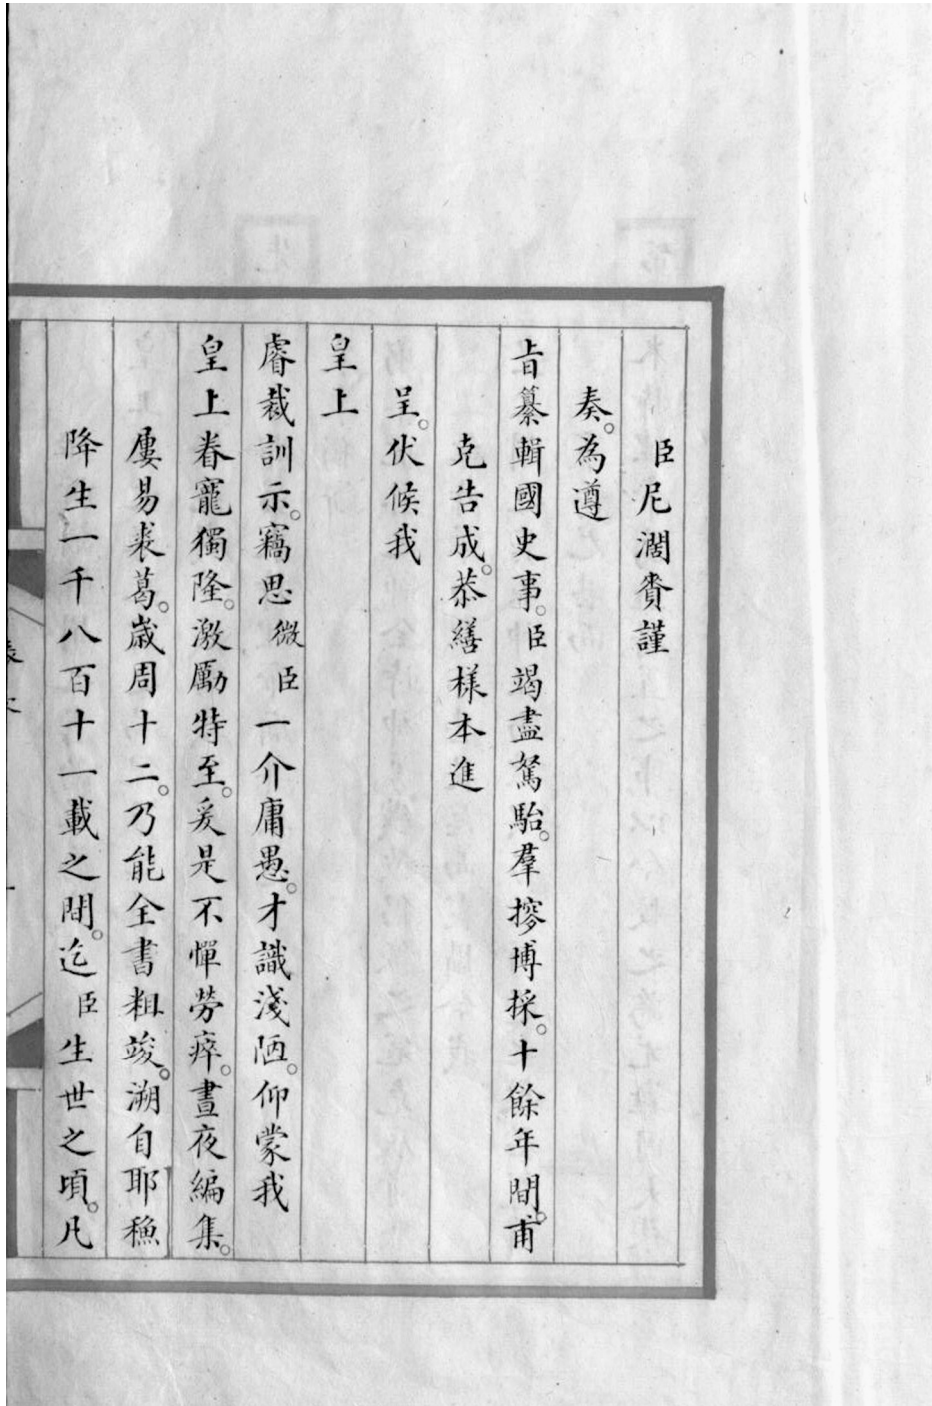 臣尼濶賚謹
奏。為遵
旨纂輯國史事。臣竭盡駑駘。羣搜博採。十餘年間。甫
克告成。恭繕樣本進
呈。伏候我
皇上
睿裁訓示。竊思微臣一介庸愚。才識淺陋。仰蒙我
皇上眷寵獨隆。激勵特至。爰是不憚勞瘁。晝夜編集。
屢易裘葛。歲周十二。乃能全書粗竣。溯自耶穌
降生一千八百十一載之間。迄臣生世之頃。凡